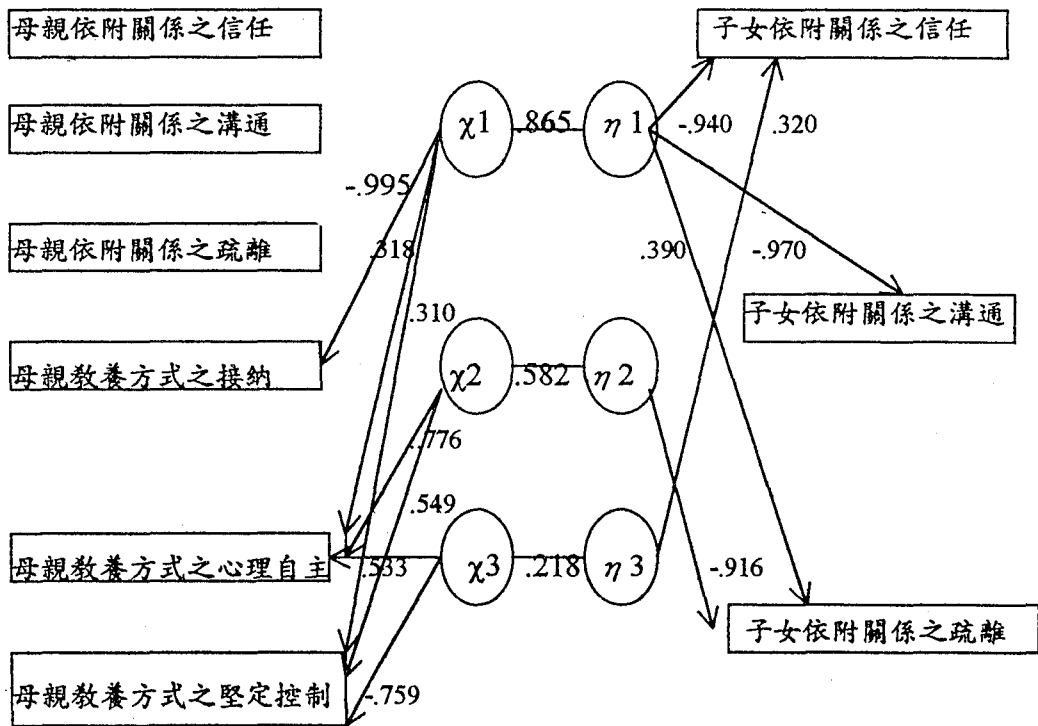 母親依附關係之信任
子女依附關係之信任
母親依附關係之溝通
χ1
.865
η1
-.940
.320
-.995
母親依附關係之疏離
.318
.390
-.970
.310
子女依附關係之溝通
母親教養方式之接納
χ2
.582
η2
.776
.549
母親教養方式之心理自主
.533
χ3
.218
η3
-.916
子女依附關係之疏離
母親教養方式之堅定控制
-.759